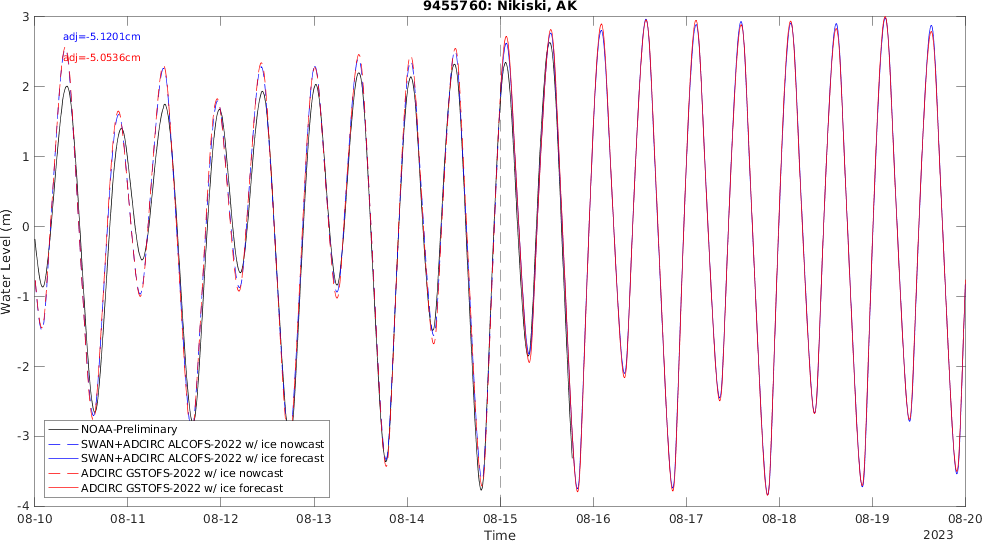 9455760: Nikiski, AK
adj=-5.1201cm
adj=-5.0536cm
3
2
1
0
-1
-2
-3
-4
Water Level (m)
NOAA-Preliminary
SWAN+ADCIRC ALCOFS-2022 w/ ice nowcast
SWAN+ADCIRC ALCOFS-2022 w/ ice forecast
ADCIRC GSTOFS-2022 w/ ice nowcast
ADCIRC GSTOFS-2022 w/ ice forecast
08-10 08-11 08-12 08-13 08-14 08-15 08-16 08-17 08-18 08-19 08-20
Time
2023